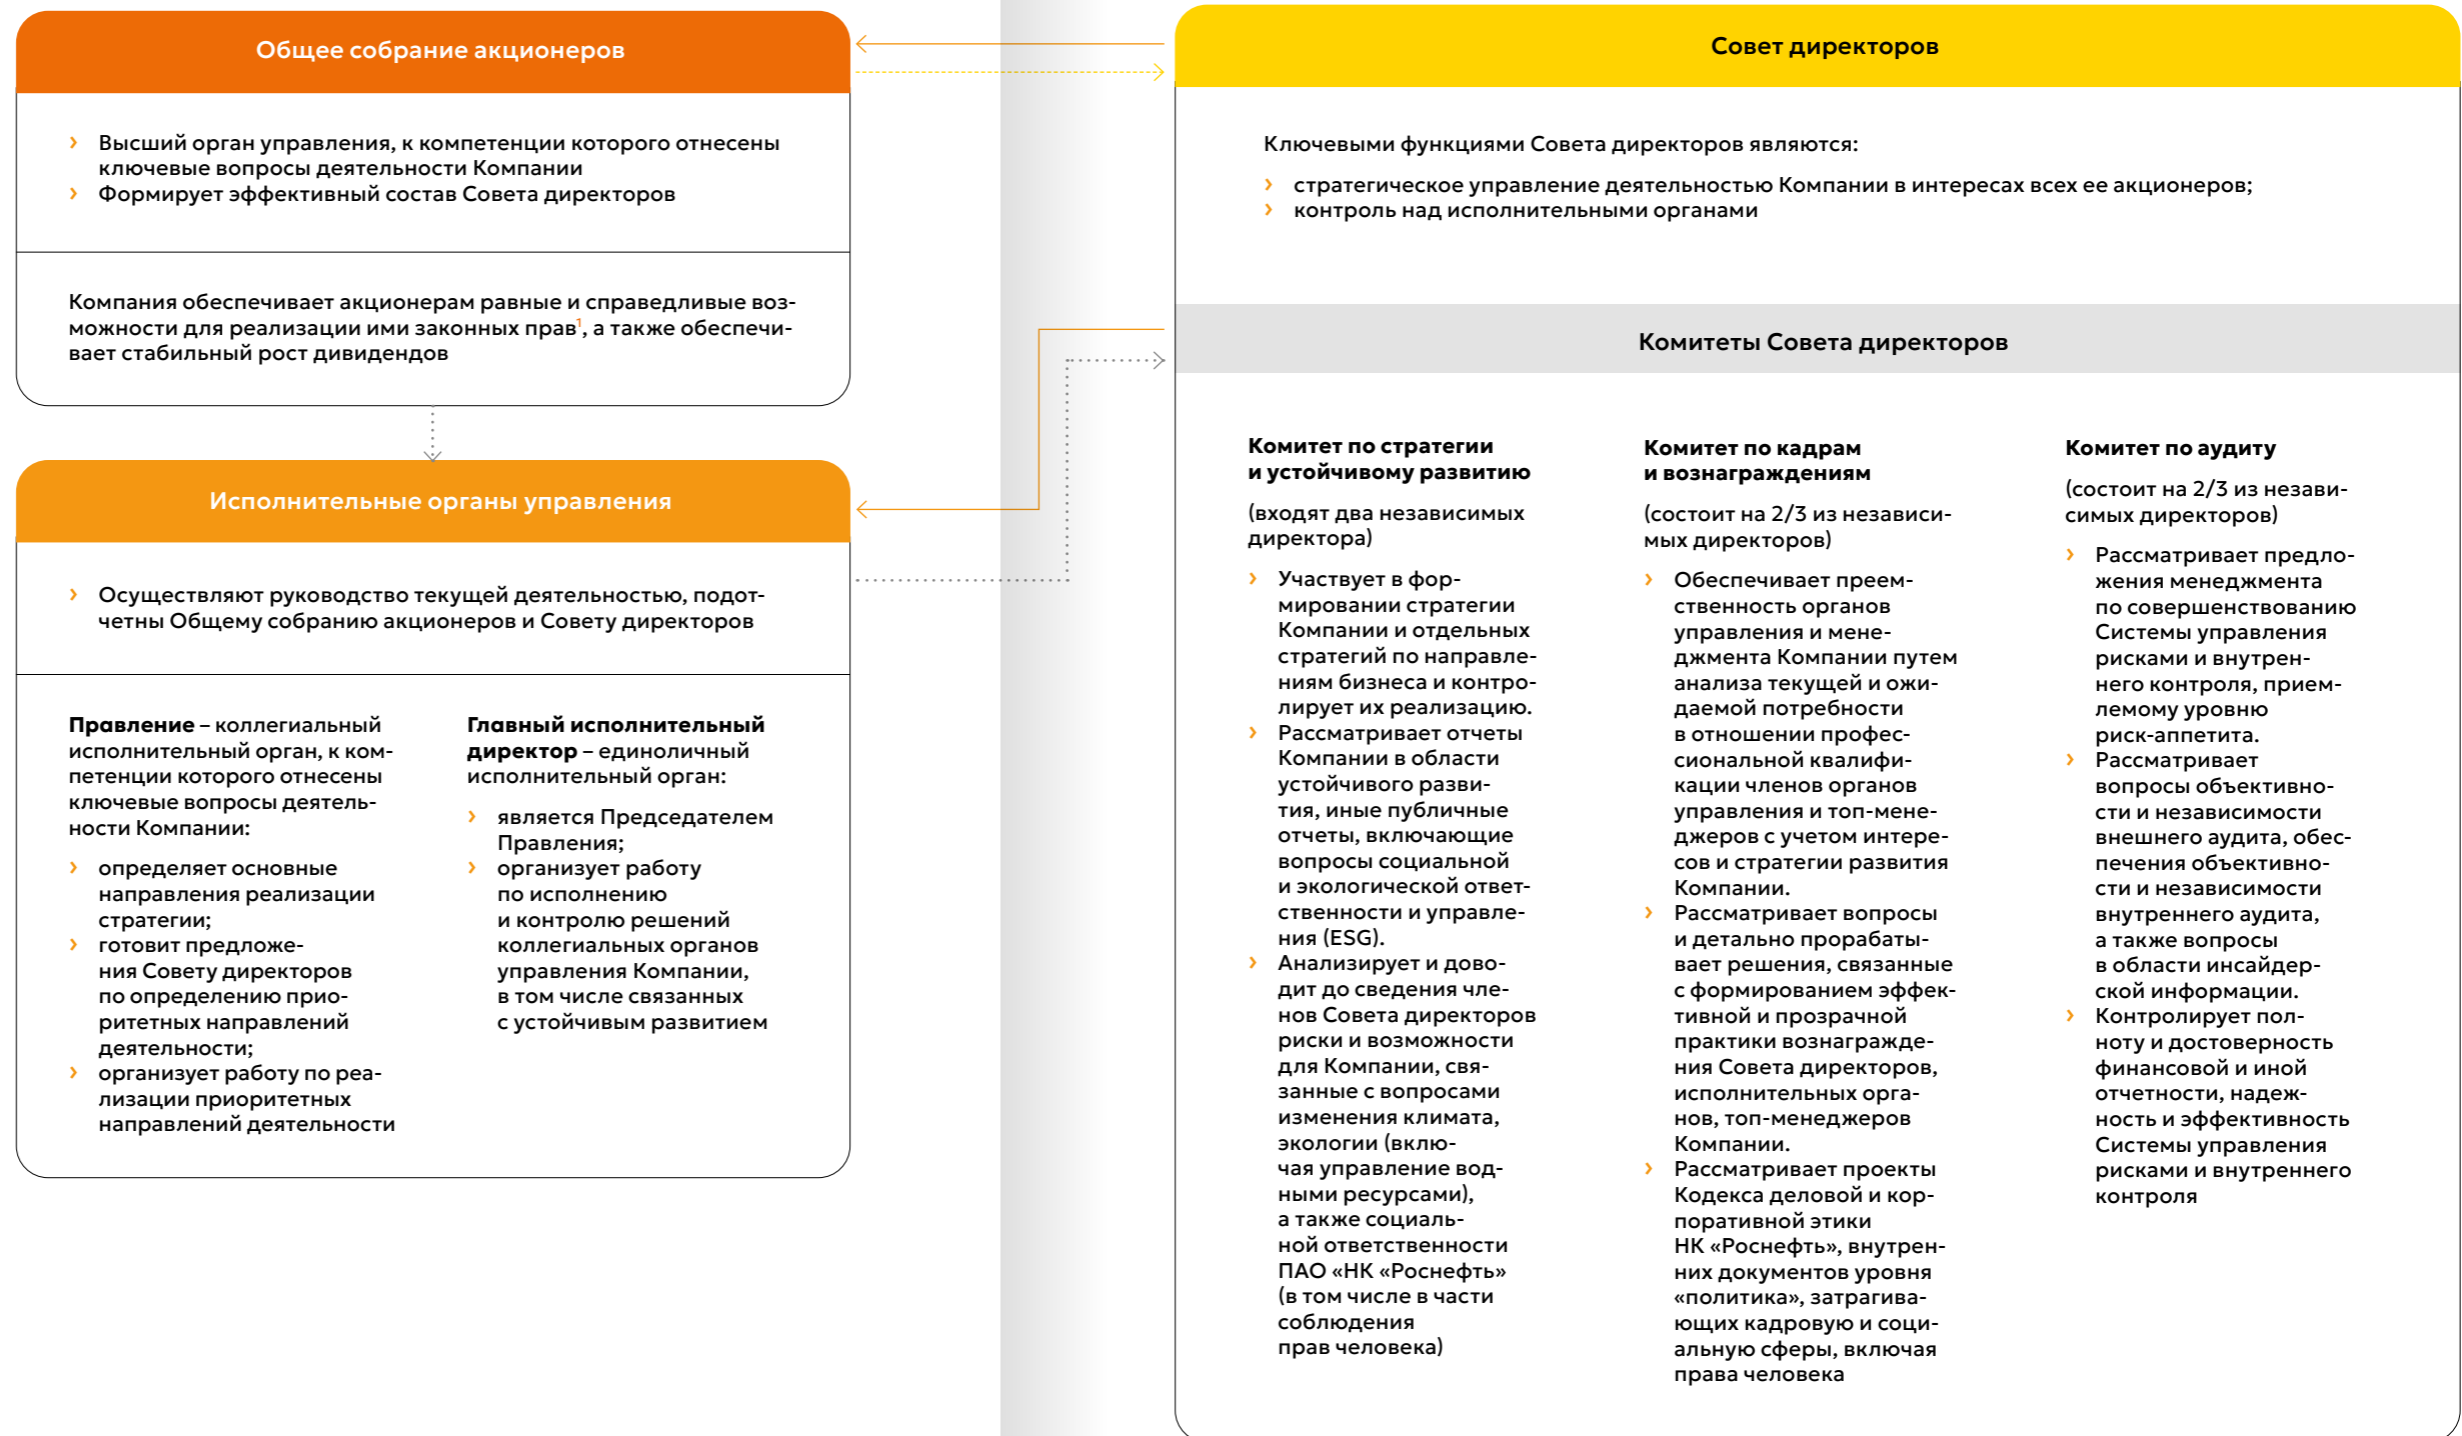 Общее собрание акционеров
› Высший орган управления, к компетенции которого отнесены
ключевые вопросы деятельности Компании
› Формирует эффективный состав Совета директоров
Компания обеспечивает акционерам равные и справедливые воз-
можности для реализации ими законных прав¹, а также обеспечи-
вает стабильный рост дивидендов
Исполнительные органы управления
› Осуществляют руководство текущей деятельностью, подот-
четны Общему собранию акционеров и Совету директоров
Правление – коллегиальный
исполнительный орган, к ком-
петенции которого отнесены
ключевые вопросы деятель-
ности Компании:
› определяет основные
направления реализации
стратегии;
› готовит предложе-
ния Совету директоров
по определению прио-
ритетных направлений
деятельности;
› организует работу по реа-
лизации приоритетных
направлений деятельности
Главный исполнительный
директор – единоличный
исполнительный орган:
› является Председателем
Правления;
› организует работу
по исполнению
и контролю решений
коллегиальных органов
управления Компании,
в том числе связанных
с устойчивым развитием
Совет директоров
Ключевыми функциями Совета директоров являются:
› стратегическое управление деятельностью Компании в интересах всех ее акционеров;
› контроль над исполнительными органами
Комитеты Совета директоров
Комитет по стратегии
и устойчивому развитию
(входят два независимых
директора)
› Участвует в фор-
мировании стратегии
Компании и отдельных
стратегий по направле-
ниям бизнеса и контро-
лирует их реализацию.
› Рассматривает отчеты
Компании в области
устойчивого разви-
тия, иные публичные
отчеты, включающие
вопросы социальной
и экологической ответ-
ственности и управле-
ния (ESG).
› Анализирует и дово-
дит до сведения чле-
нов Совета директоров
риски и возможности
для Компании, свя-
занные с вопросами
изменения климата,
экологии (вклю-
чая управление вод-
ными ресурсами),
а также социаль-
ной ответственности
ПАО «НК «Роснефть»
(в том числе в части
соблюдения
прав человека)
Комитет по кадрам
и вознаграждениям
(состоит на 2/3 из независи-
мых директоров)
› Обеспечивает преем-
ственность органов
управления и мене-
джмента Компании путем
анализа текущей и ожи-
даемой потребности
в отношении профес-
сиональной квалифи-
кации членов органов
управления и топ-мене-
джеров с учетом интере-
сов и стратегии развития
Компании.
› Рассматривает вопросы
и детально прорабаты-
вает решения, связанные
с формированием эффек-
тивной и прозрачной
практики вознагражде-
ния Совета директоров,
исполнительных орга-
нов, топ-менеджеров
Компании.
› Рассматривает проекты
Кодекса деловой и кор-
поративной этики
НК «Роснефть», внутрен-
них документов уровня
«политика», затрагива-
ющих кадровую и соци-
альную сферы, включая
права человека
Комитет по аудиту
(состоит на 2/3 из незави-
симых директоров)
› Рассматривает предло-
жения менеджмента
по совершенствованию
Системы управления
рисками и внутрен-
него контроля, прием-
лемому уровню
риск-аппетита.
› Рассматривает
вопросы объективно-
сти и независимости
внешнего аудита, обес-
печения объективно-
сти и независимости
внутреннего аудита,
а также вопросы
в области инсайдер-
ской информации.
› Контролирует пол-
ноту и достоверность
финансовой и иной
отчетности, надеж-
ность и эффективность
Системы управления
рисками и внутреннего
контроля